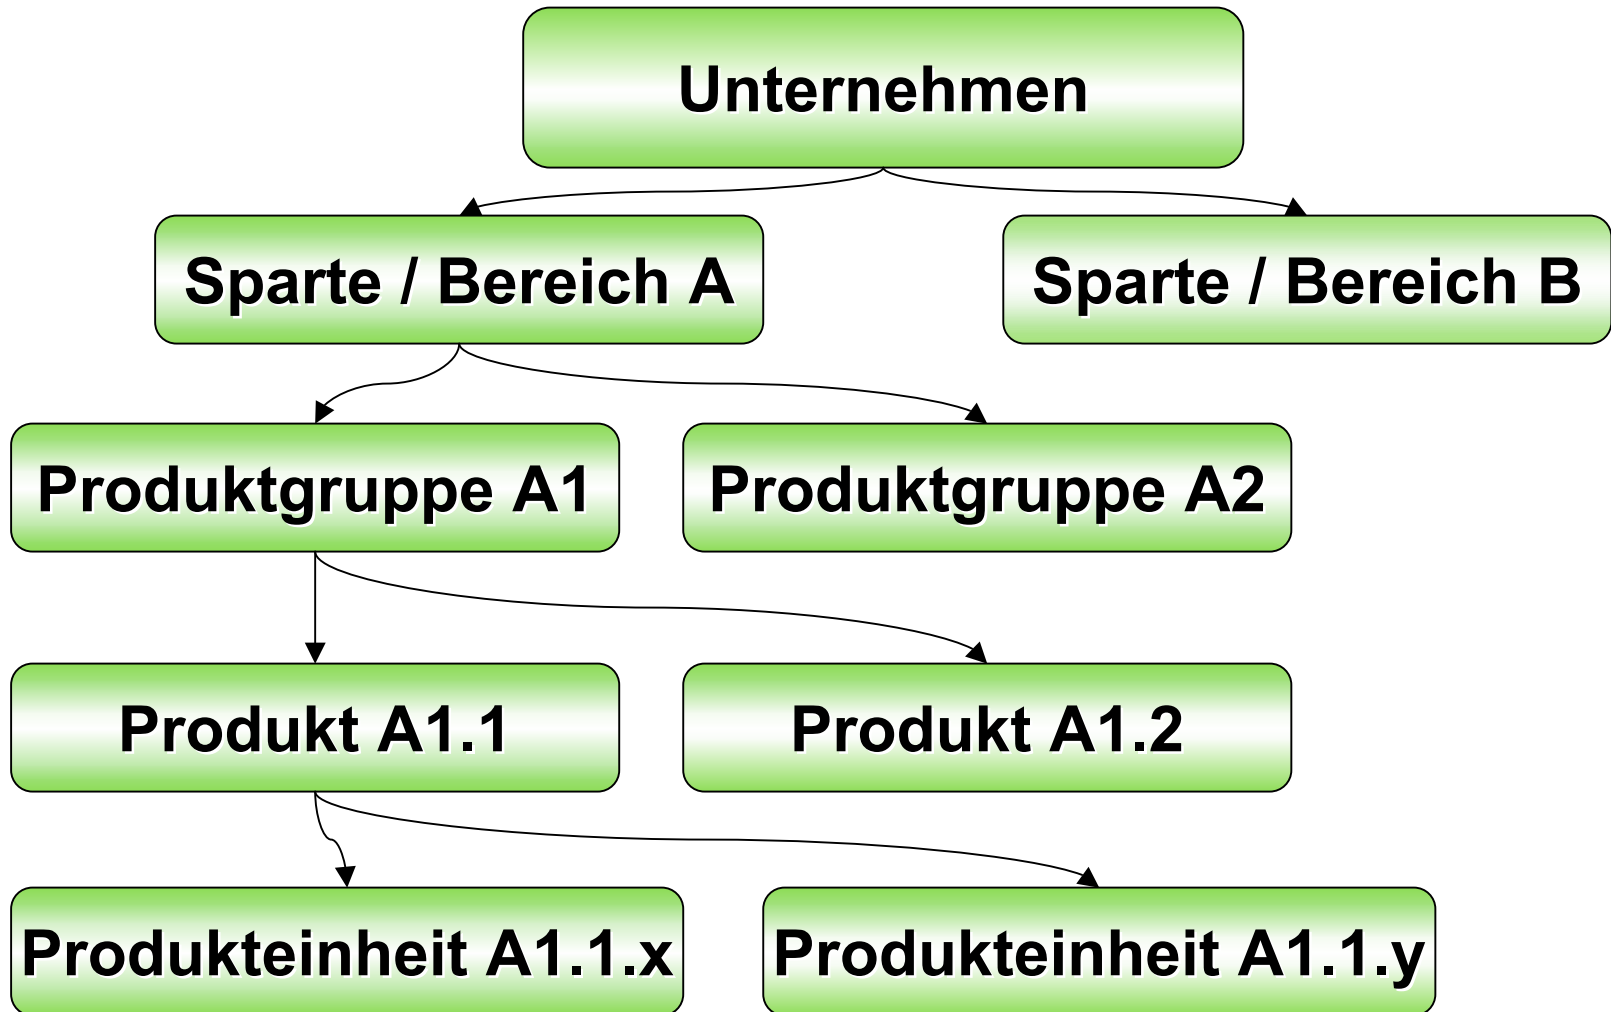 Unternehmen
Sparte / Bereich A
Sparte / Bereich B
Produktgruppe A1
Produktgruppe A2
Produkt A1.1
Produkt A1.2
Produkteinheit A1.1.x
Produkteinheit A1.1.y